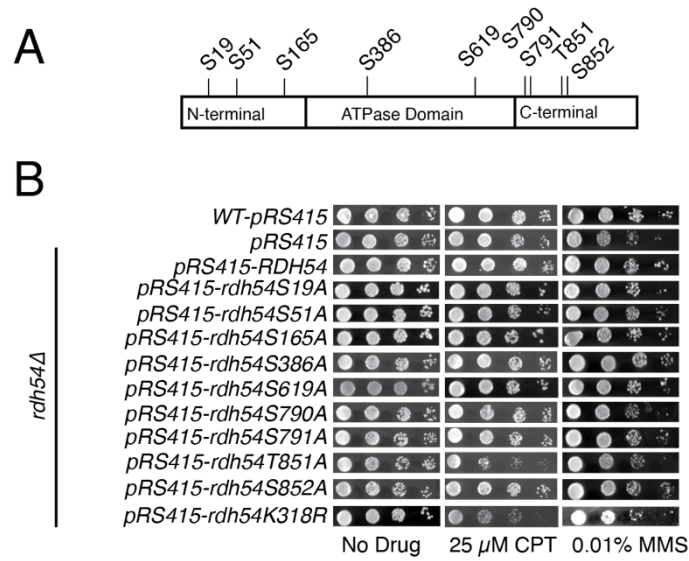 A
S19
S51
S165
S386
S619
S790
S791
T851
S852
N-terminal
ATPase Domain
C-terminal
B
WT-pRS415
pRS415
pRS415-RDH54
pRS415-rdh54S19A
pRS415-rdh54S51A
pRS415-rdh54S165A
pRS415-rdh54S386A
pRS415-rdh54S619A
pRS415-rdh54S790A
pRS415-rdh54S791A
pRS415-rdh54T851A
pRS415-rdh54S852A
pRS415-rdh54K318R
rdh54Δ
No Drug
25 µM CPT
0.01% MMS